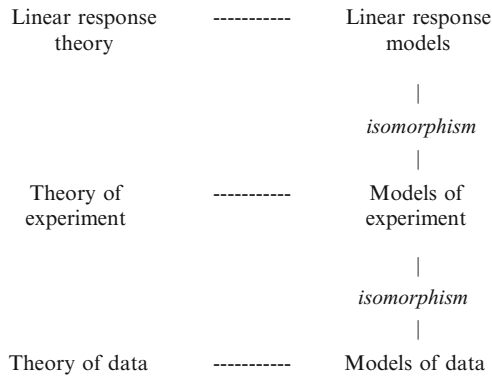 Linear response ----------- Linear response
theory models
|
isomorphism
|
Theory of ----------- Models of
experiment experiment
|
isomorphism
|
Theory of data ----------- Models of data